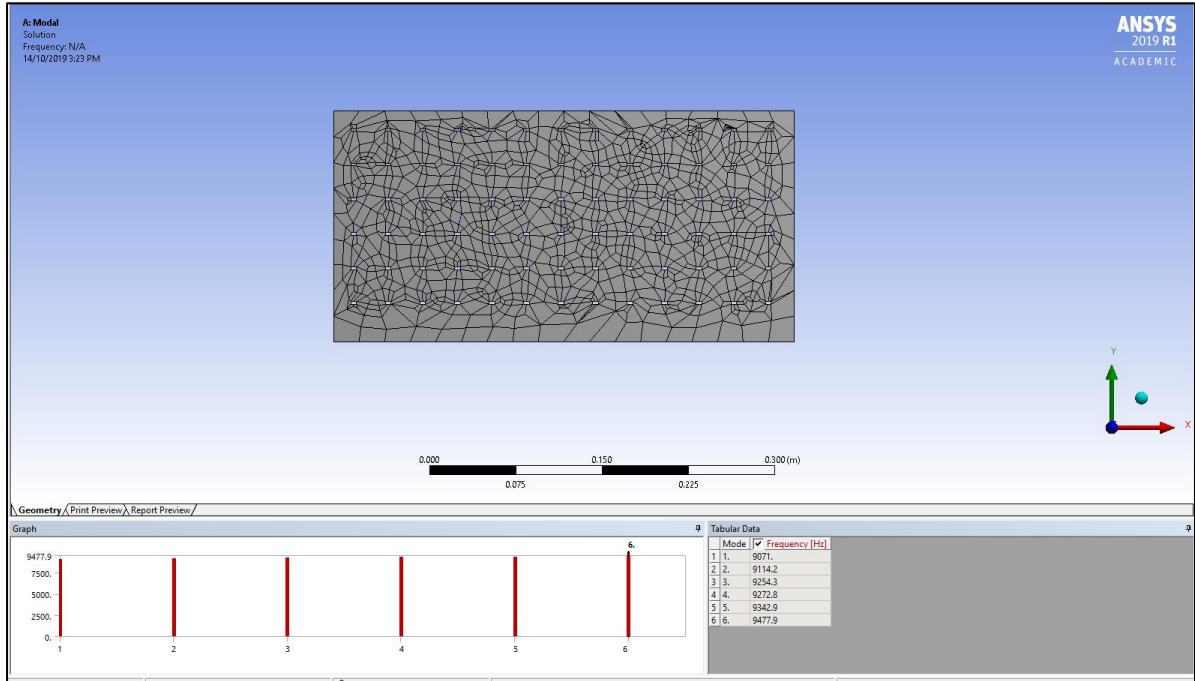 A: Modal
Solution
Frequency: N/A
14/10/2019 3:23 PM
ANSYS
2019 R1
ACADEMIC
Y
X
0.000 0.150 0.300 (m)
0.075 0.225
Geometry / Print Preview \ Report Preview /
Graph
6.
9477.9
7500.
5000.
2500.
0.
1 2 3 4 5 6
Tabular Data
Mode Frequency [Hz]
1 1. 9071.
2 2. 9114.2
3 3. 9254.3
4 4. 9272.8
5 5. 9342.9
6 6. 9477.9